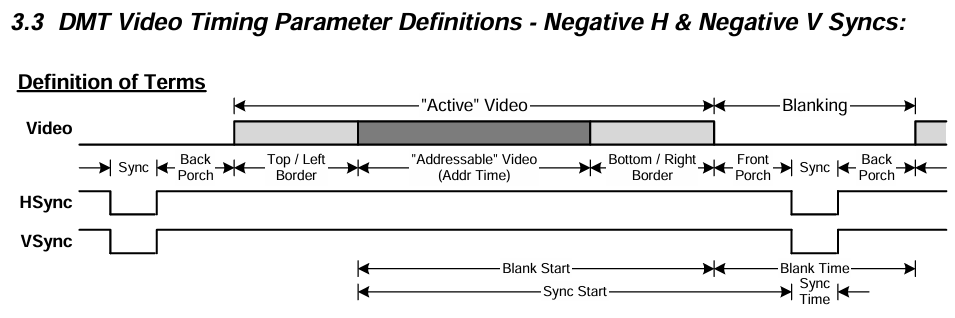 3.3 DMT Video Timing Parameter Definitions - Negative H & Negative V Syncs:
Definition of Terms
"Active" Video
Blanking
Video
Sync
Back
Porch
Top / Left
Border
"Addressable" Video
(Addr Time)
Bottom / Right
Border
Front
Porch
Sync
Back
Porch
HSync
VSync
Blank Start
Blank Time
Sync Start
Sync
Time